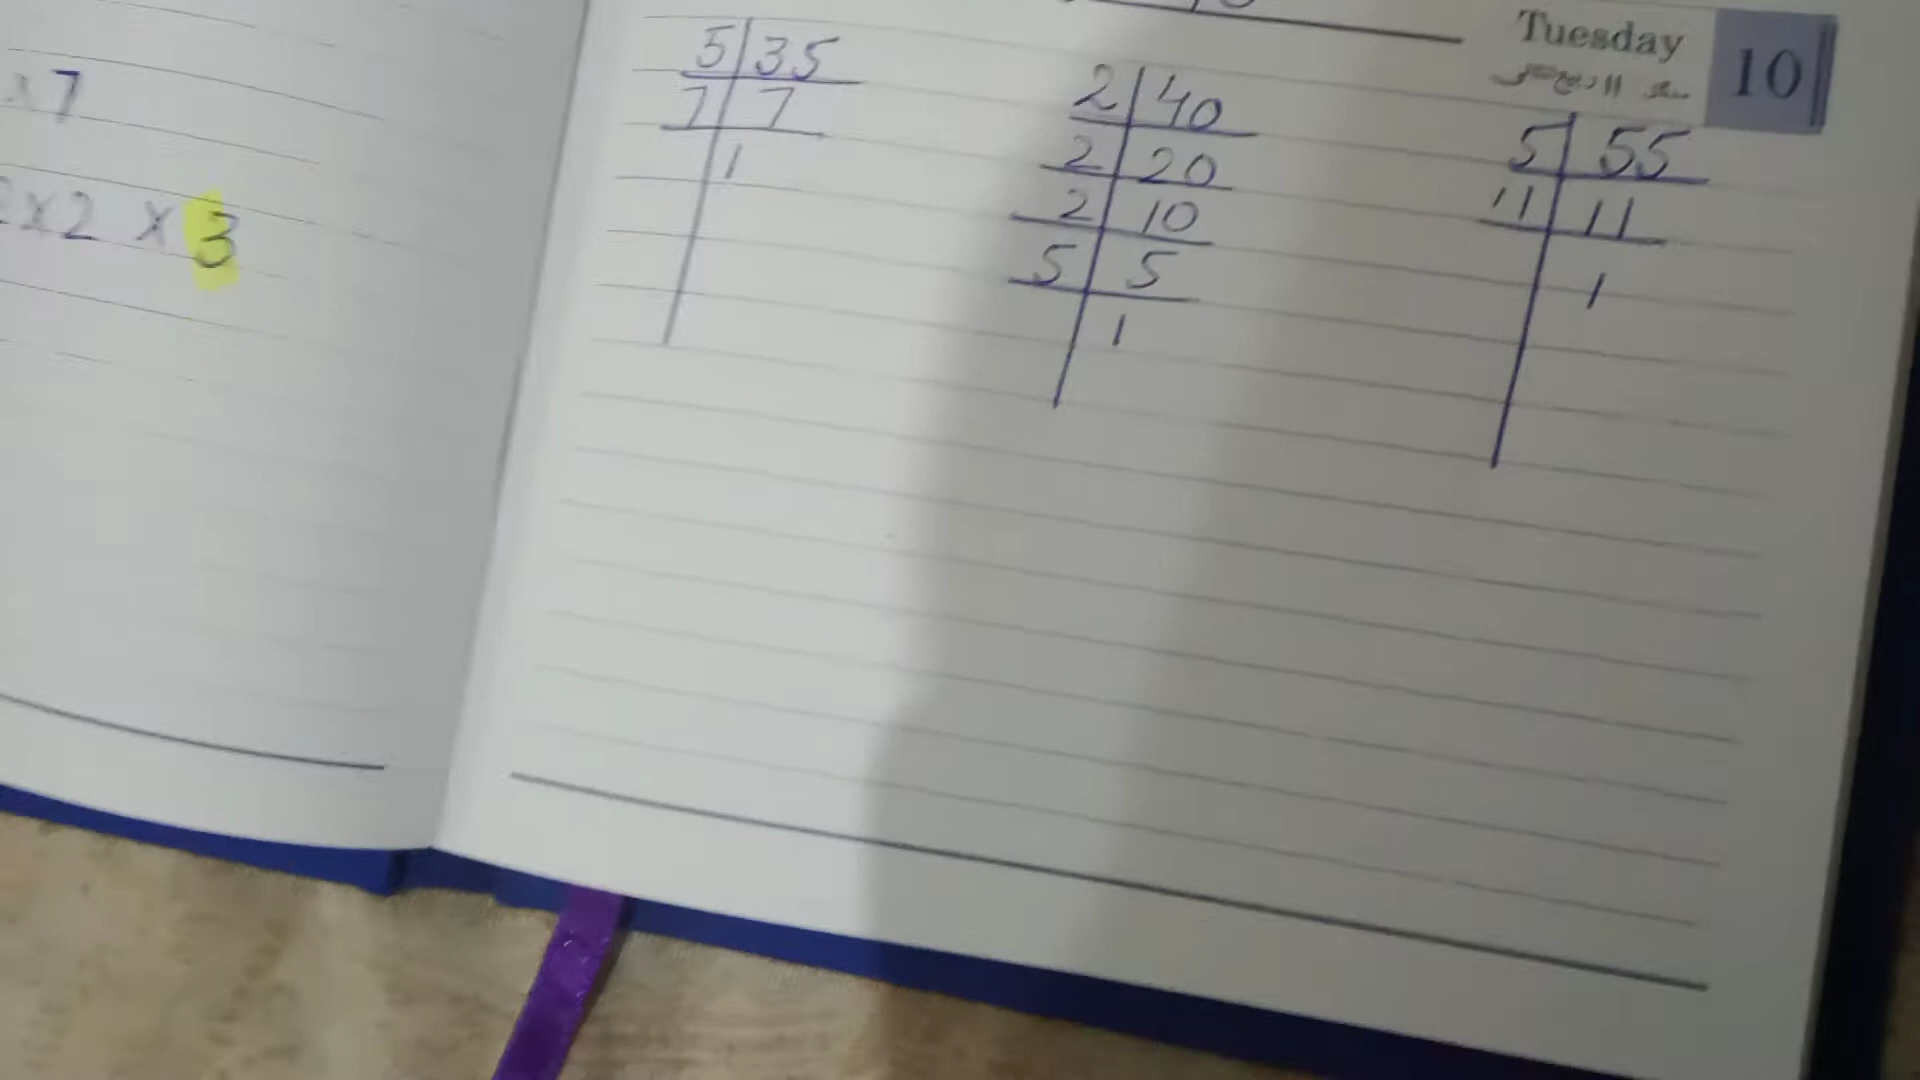 x7
2x2 x 3
Tuesday 10
5 | 35
7 | 7
1
2 | 40
2 | 20
2 | 10
5 | 5
1
5 | 55
11 | 11
1